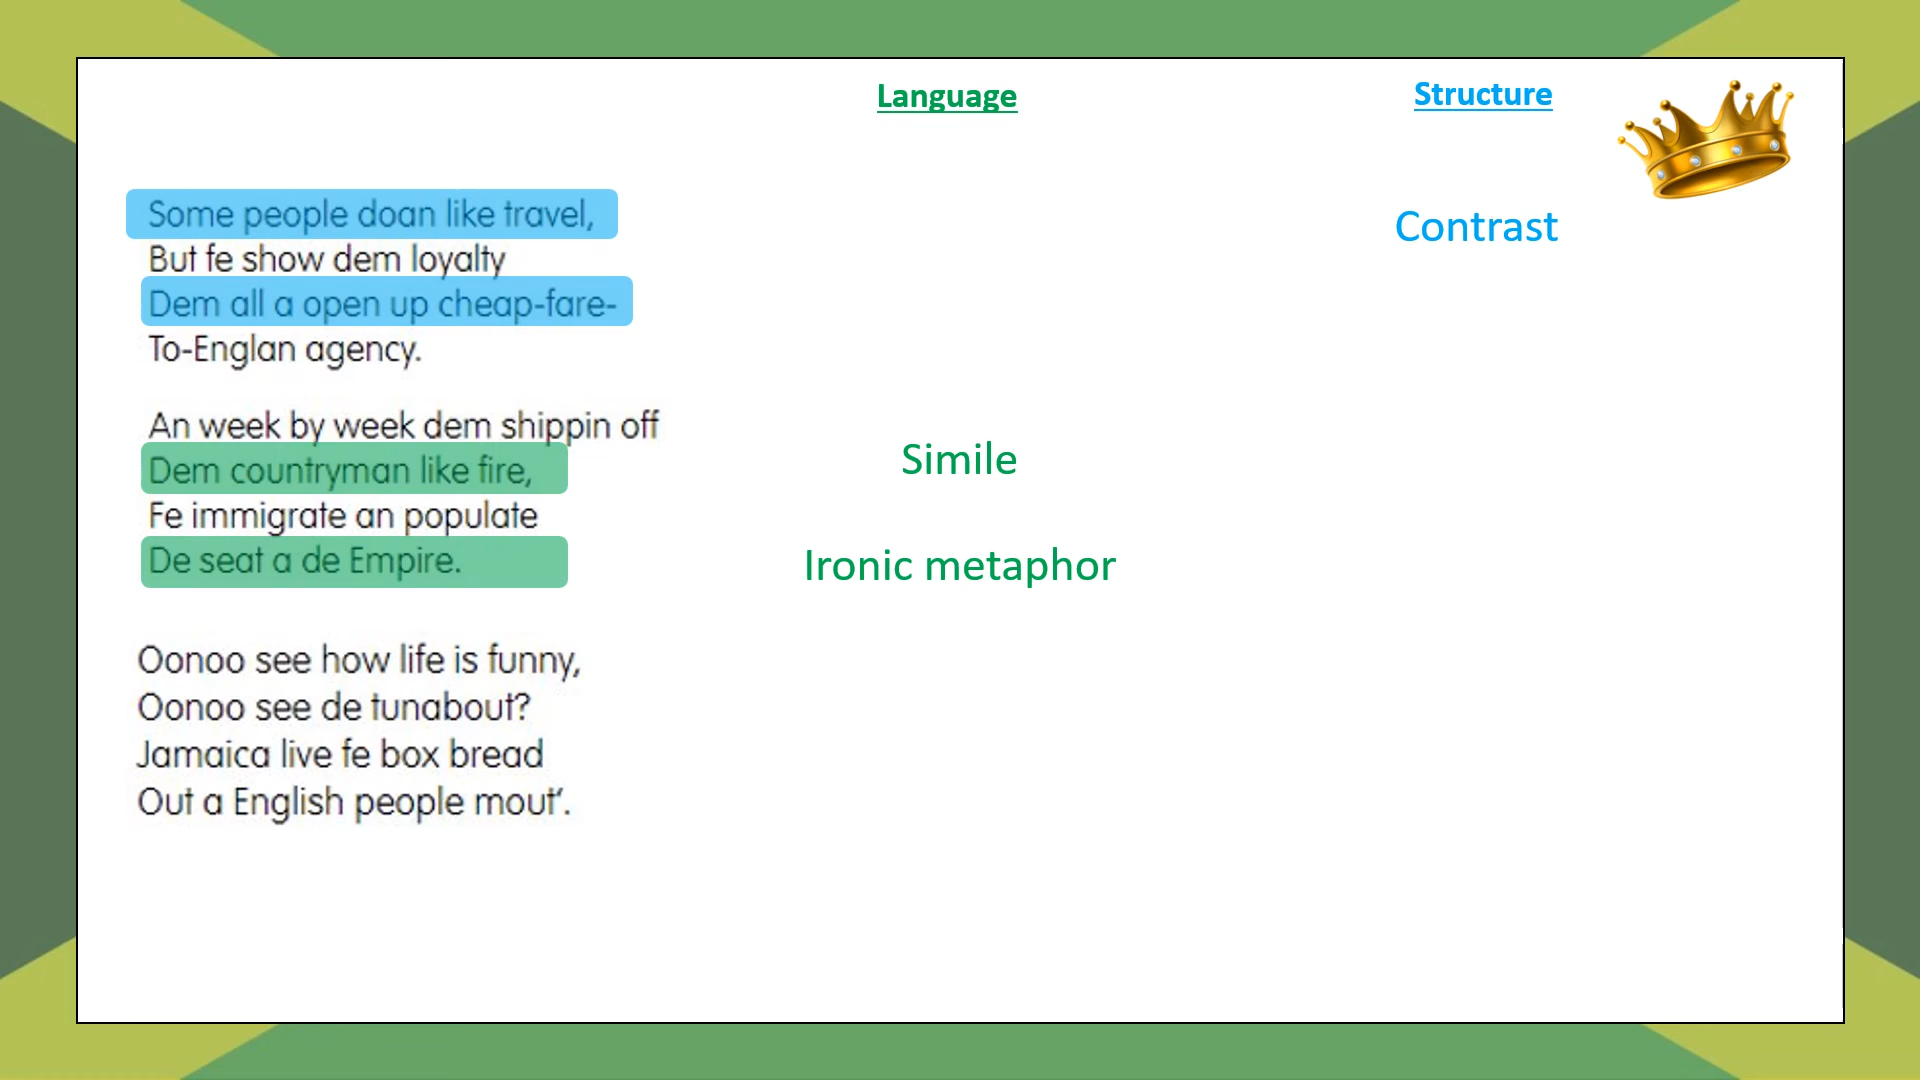 Language
Structure
Some people doan like travel,
But fe show dem loyalty
Dem all a open up cheap-fare-
To-Englan agency.
Contrast
An week by week dem shippin off
Dem countryman like fire,
Fe immigrate an populate
De seat a de Empire.
Simile
Ironic metaphor
Oonoo see how life is funny,
Oonoo see de tunabout?
Jamaica live fe box bread
Out a English people mout'.